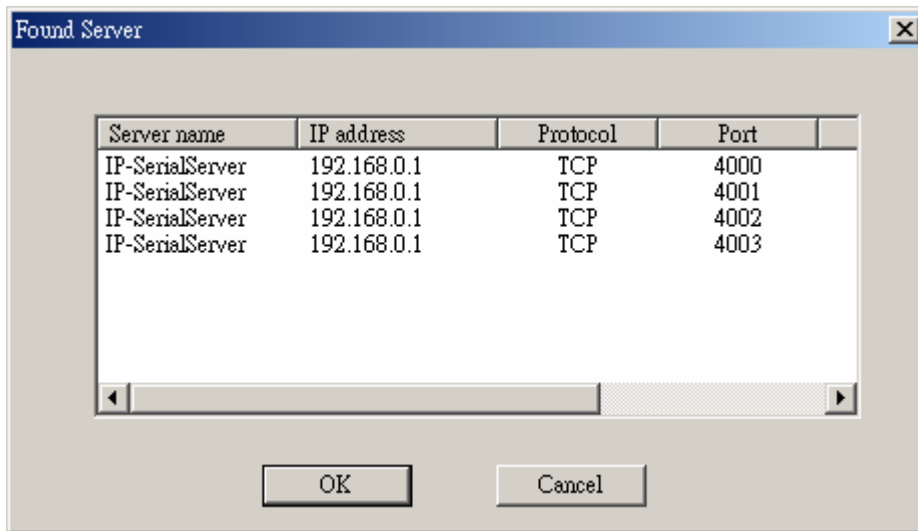 Found Server
Server name IP address Protocol Port
IP-SerialServer 192.168.0.1 TCP 4000
IP-SerialServer 192.168.0.1 TCP 4001
IP-SerialServer 192.168.0.1 TCP 4002
IP-SerialServer 192.168.0.1 TCP 4003
OK Cancel